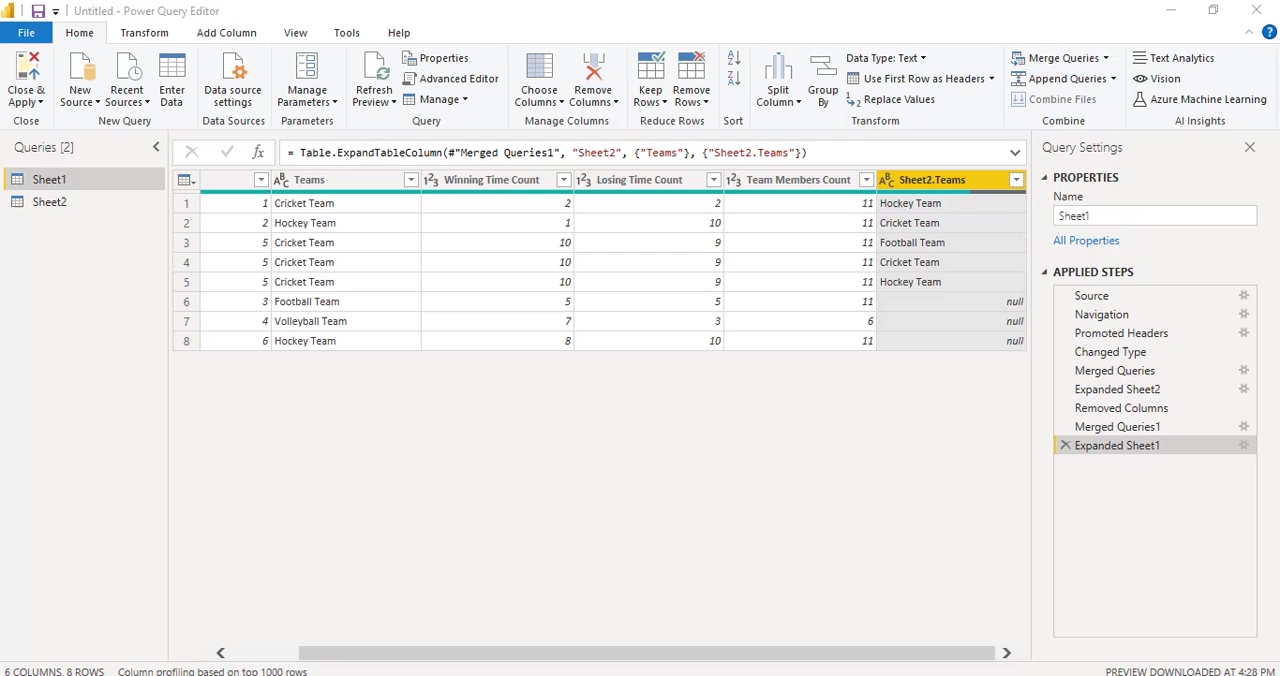 Untitled - Power Query Editor
File Home Transform Add Column View Tools Help
Close & Apply
New Source
Recent Sources
Enter Data
Data source settings
Manage Parameters
Refresh Preview
Properties
Advanced Editor
Manage
Choose Columns
Remove Columns
Keep Rows
Remove Rows
Split Column
Group By
Data Type: Text
Use First Row as Headers
Replace Values
Merge Queries
Append Queries
Combine Files
Text Analytics
Vision
Azure Machine Learning
Close New Query Data Sources Parameters Query Manage Columns Reduce Rows Sort Transform Combine AI Insights
Queries [2]
Sheet1
Sheet2
fx = Table.ExpandTableColumn(#"Merged Queries1", "Sheet2", {"Teams"}, {"Sheet2.Teams"})
ABC Teams 123 Winning Time Count 123 Losing Time Count 123 Team Members Count ABC Sheet2.Teams
1 1 Cricket Team 2 2 11 Hockey Team
2 2 Hockey Team 1 10 11 Cricket Team
3 5 Cricket Team 10 9 11 Football Team
4 5 Cricket Team 10 9 11 Cricket Team
5 5 Cricket Team 10 9 11 Hockey Team
6 3 Football Team 5 5 11 null
7 4 Volleyball Team 7 3 6 null
8 6 Hockey Team 8 10 11 null
Query Settings
PROPERTIES
Name
Sheet1
All Properties
APPLIED STEPS
Source
Navigation
Promoted Headers
Changed Type
Merged Queries
Expanded Sheet2
Removed Columns
Merged Queries1
Expanded Sheet1
6 COLUMNS, 8 ROWS Column profiling based on top 1000 rows PREVIEW DOWNLOADED AT 4:28 PM